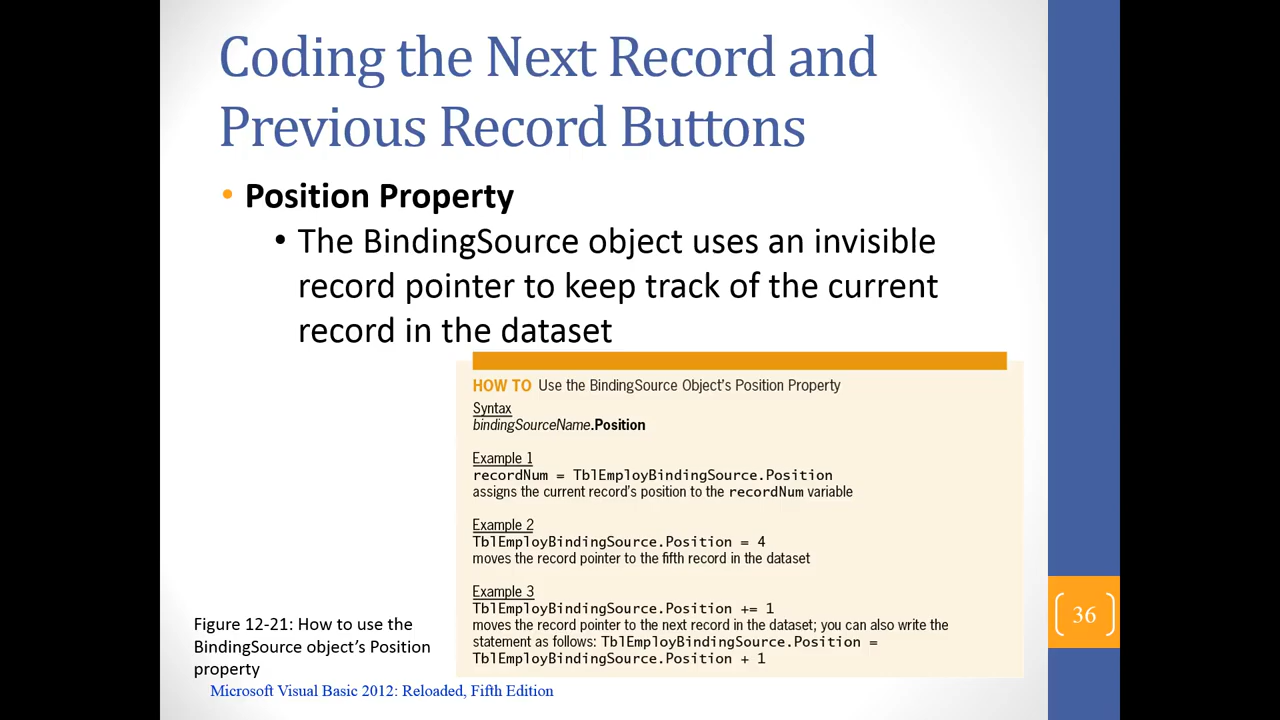 Coding the Next Record and
Previous Record Buttons
• Position Property
• The BindingSource object uses an invisible
record pointer to keep track of the current
record in the dataset
HOW TO Use the BindingSource Object's Position Property
Syntax
bindingSourceName.Position
Example 1
recordNum = TblEmployBindingSource.Position
assigns the current record's position to the recordNum variable
Example 2
TblEmployBindingSource.Position = 4
moves the record pointer to the fifth record in the dataset
Example 3
TblEmployBindingSource.Position += 1
moves the record pointer to the next record in the dataset; you can also write the
statement as follows: TblEmployBindingSource.Position =
TblEmployBindingSource.Position + 1
Figure 12-21: How to use the
BindingSource object's Position
property
Microsoft Visual Basic 2012: Reloaded, Fifth Edition
36